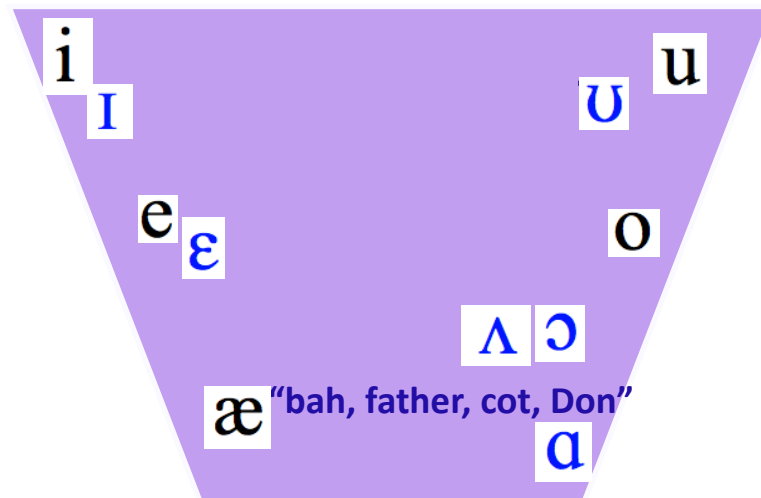 i u
ɪ ʊ
e o
ɛ
ʌ ɔ
æ “bah, father, cot, Don”
ɑ